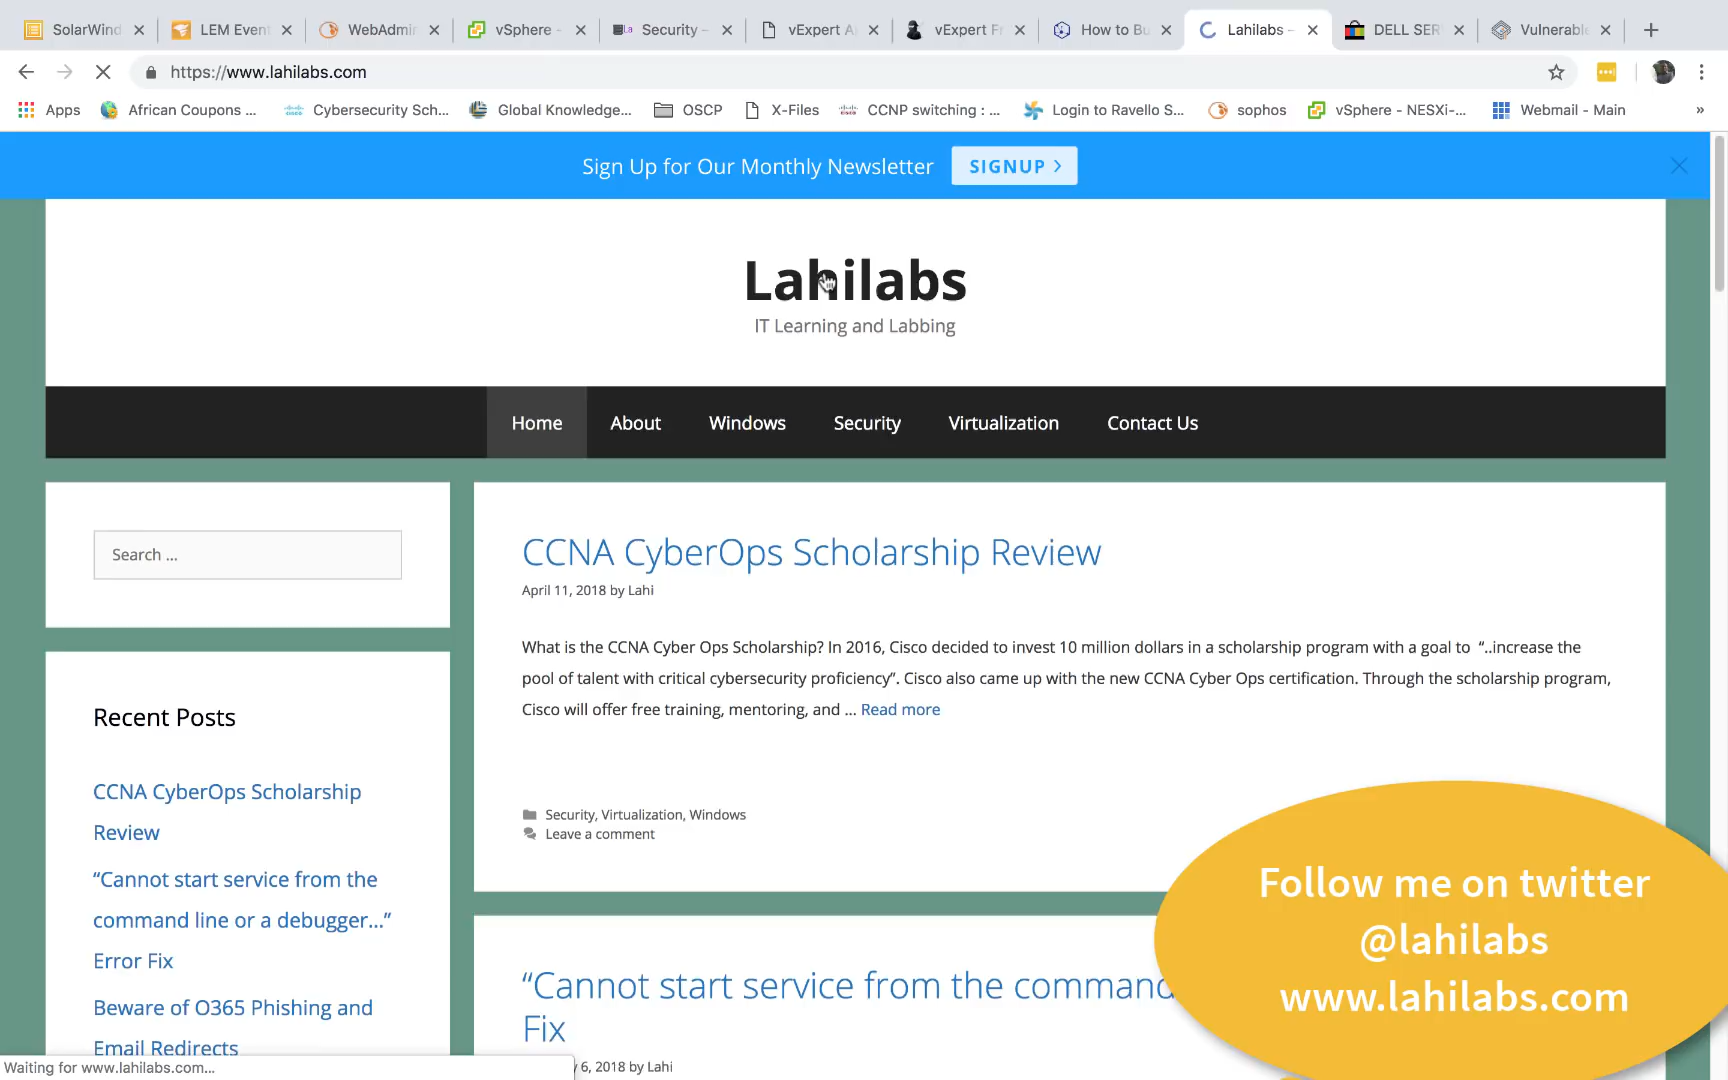 SolarWind
LEM Event
WebAdmin
vSphere -
Security -
vExpert A
vExpert Fr
How to Bu
Lahilabs -
DELL SER
Vulnerable
https://www.lahilabs.com
Apps
African Coupons ...
Cybersecurity Sch...
Global Knowledge...
OSCP
X-Files
CCNP switching : ...
Login to Ravello S...
sophos
vSphere - NESXi-...
Webmail - Main
»
Sign Up for Our Monthly Newsletter
SIGNUP >
Lahilabs
IT Learning and Labbing
Home
About
Windows
Security
Virtualization
Contact Us
Search ...
Recent Posts
CCNA CyberOps Scholarship
Review
“Cannot start service from the
command line or a debugger...”
Error Fix
Beware of O365 Phishing and
Email Redirects
CCNA CyberOps Scholarship Review
April 11, 2018 by Lahi
What is the CCNA Cyber Ops Scholarship? In 2016, Cisco decided to invest 10 million dollars in a scholarship program with a goal to “..increase the
pool of talent with critical cybersecurity proficiency”. Cisco also came up with the new CCNA Cyber Ops certification. Through the scholarship program,
Cisco will offer free training, mentoring, and ... Read more
Security, Virtualization, Windows
Leave a comment
“Cannot start service from the command
Fix
6, 2018 by Lahi
Follow me on twitter
@lahilabs
www.lahilabs.com
Waiting for www.lahilabs.com...